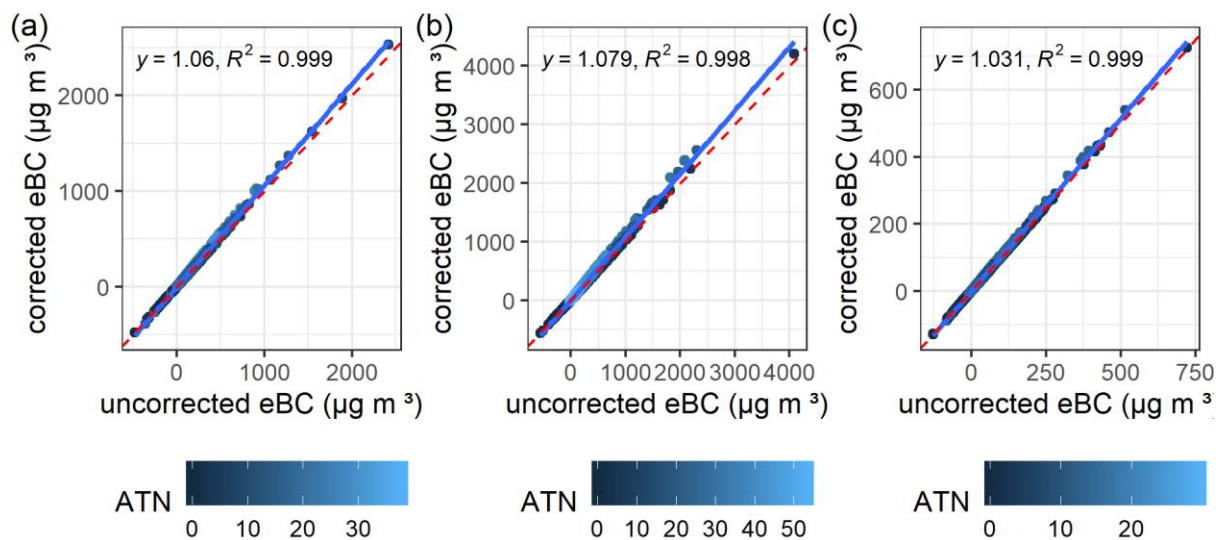 (a)
y = 1.06, R² = 0.999
corrected eBC (µg m ³)
2000
1000
0
0 1000 2000
uncorrected eBC (µg m ³)
ATN
0 10 20 30
(b)
y = 1.079, R² = 0.998
corrected eBC (µg m ³)
4000
3000
2000
1000
0
0 1000 2000 3000 4000
uncorrected eBC (µg m ³)
ATN
0 10 20 30 40 50
(c)
y = 1.031, R² = 0.999
corrected eBC (µg m ³)
600
400
200
0
0 250 500 750
uncorrected eBC (µg m ³)
ATN
0 10 20